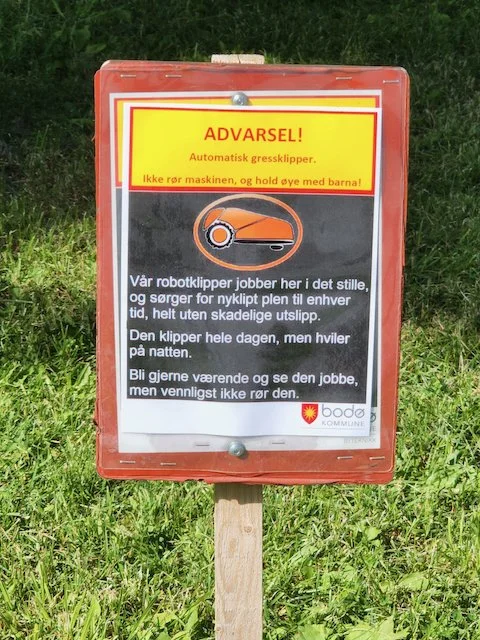 ADVARSEL!
Automatisk gressklipper.
Ikke rør maskinen, og hold øye med barna!
Vår robotklipper jobber her i det stille,
og sørger for nyklipt plen til enhver
tid, helt uten skadelige utslipp.
Den klipper hele dagen, men hviler
på natten.
Bli gjerne værende og se den jobbe,
men vennligst ikke rør den.
bodø
KOMMUNE